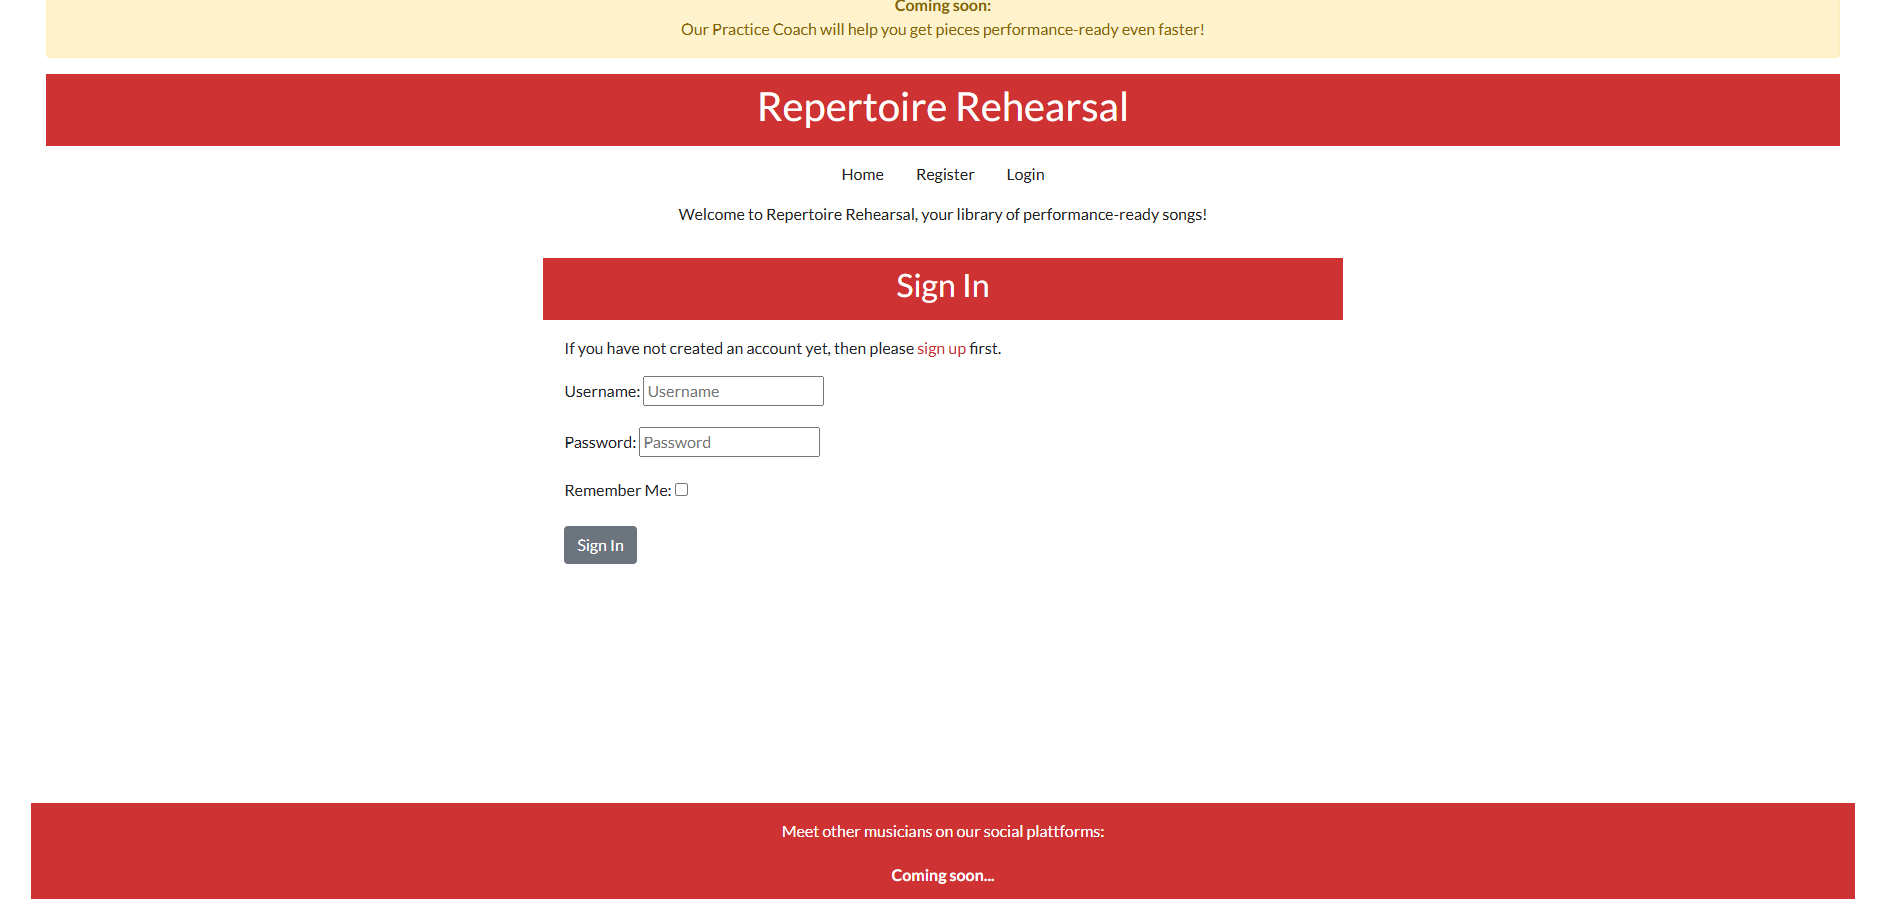 Coming soon:
Our Practice Coach will help you get pieces performance-ready even faster!
Repertoire Rehearsal
Home Register Login
Welcome to Repertoire Rehearsal, your library of performance-ready songs!
Sign In
If you have not created an account yet, then please sign up first.
Username: Username
Password: Password
Remember Me:
Sign In
Meet other musicians on our social plattforms:
Coming soon...